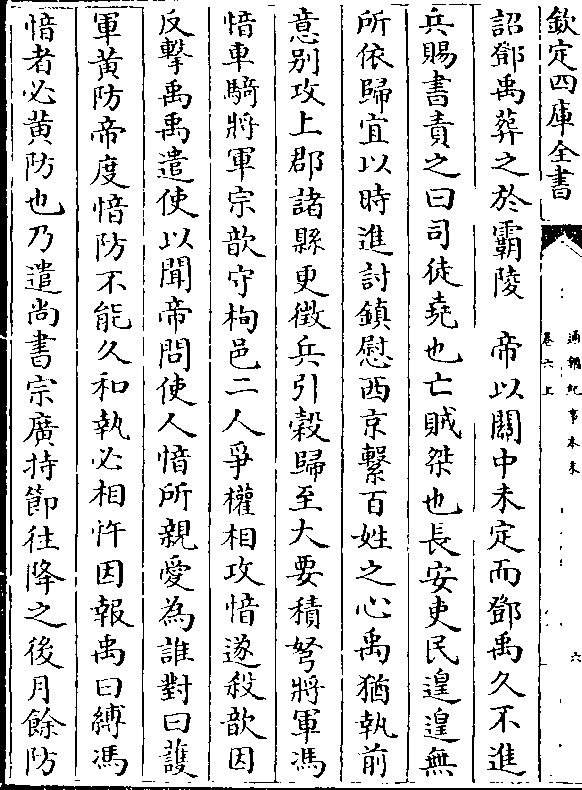 欽定四庫全書
通鑑紀事本末
卷六上
六
詔鄧禹葬之於霸陵　帝以關中未定而鄧禹久不進
兵賜書責之曰司徒堯也亡賊桀也長安吏民遑遑無
所依歸宜以時進討鎮慰西京繫百姓之心禹猶執前
意别攻上郡諸縣更徵兵引穀歸至大要積弩將軍馮
愔車騎將軍宗歆守栒邑二人爭權相攻愔遂殺歆因
反擊禹禹遣使以聞帝問使人愔所親愛為誰對曰護
軍黄防帝度愔防不能久和執必相忤因報禹曰縛馮
愔者必黄防也乃遣尚書宗廣持節往降之後月餘防